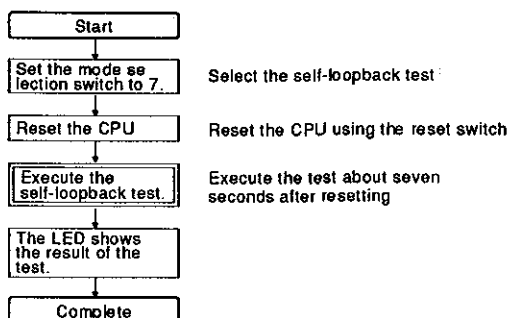 Start
Set the mode se
lection switch to 7.
Select the self-loopback test
Reset the CPU
Reset the CPU using the reset switch
Execute the
self-loopback test.
Execute the test about seven
seconds after resetting
The LED shows
the result of the
test.
Complete